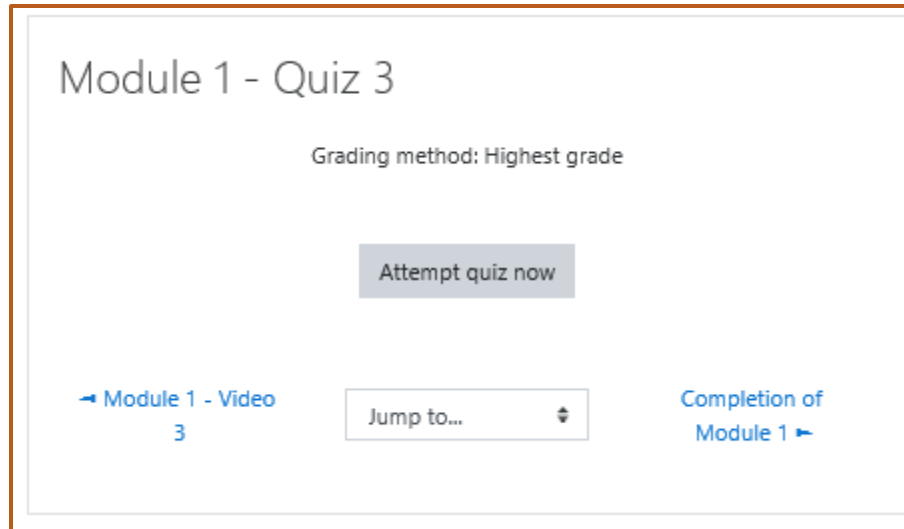 Module 1 - Quiz 3
Grading method: Highest grade
Attempt quiz now
◄ Module 1 - Video
3
Jump to...
Completion of
Module 1 ►